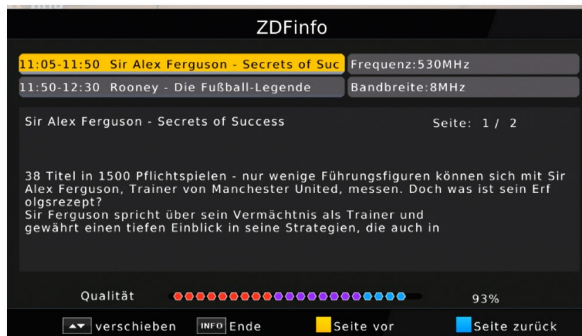 ZDFinfo
11:05-11:50 Sir Alex Ferguson - Secrets of Suc
Frequenz:530MHz
11:50-12:30 Rooney - Die Fußball-Legende
Bandbreite:8MHz
Sir Alex Ferguson - Secrets of Success
Seite: 1 / 2
38 Titel in 1500 Pflichtspielen - nur wenige Führungsfiguren können sich mit Sir
Alex Ferguson, Trainer von Manchester United, messen. Doch was ist sein Erf
olgsrezept?
Sir Ferguson spricht über sein Vermächtnis als Trainer und
gewährt einen tiefen Einblick in seine Strategien, die auch in
Qualität
93%
verschieben
INFO Ende
Seite vor
Seite zurück